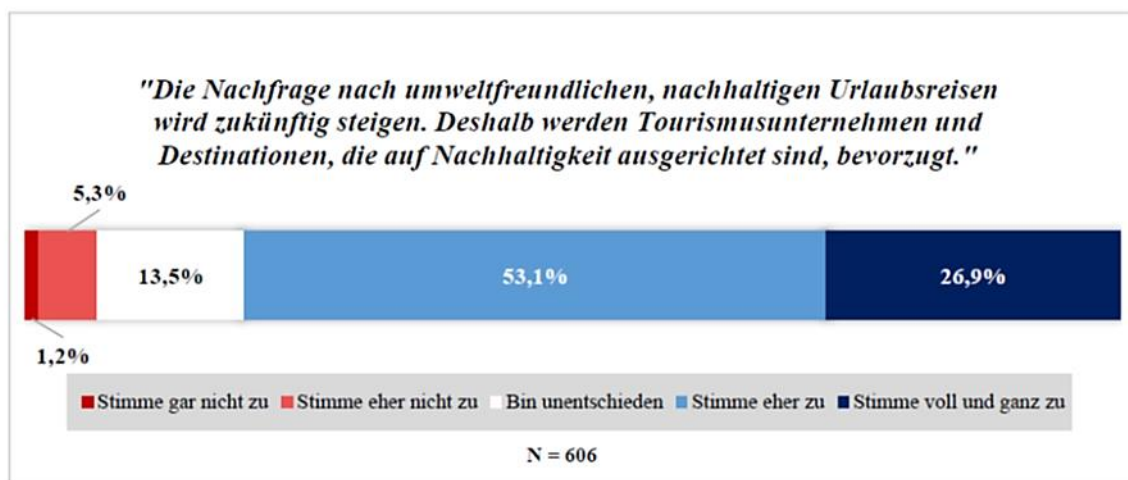 "Die Nachfrage nach umweltfreundlichen, nachhaltigen Urlaubsreisen
wird zukünftig steigen. Deshalb werden Tourismusunternehmen und
Destinationen, die auf Nachhaltigkeit ausgerichtet sind, bevorzugt."
5,3%
13,5% 53,1% 26,9%
1,2%
Stimme gar nicht zu Stimme eher nicht zu Bin unentschieden Stimme eher zu Stimme voll und ganz zu
N = 606